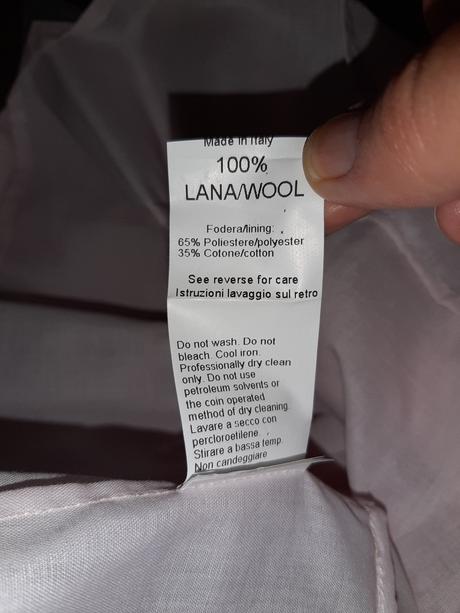 Made in Italy
100%
LANA/WOOL
Fodera/lining:
65% Poliestere/polyester
35% Cotone/cotton
See reverse for care
Istruzioni lavaggio sul retro
Do not wash. Do not
bleach. Cool iron.
Professionally dry clean
only. Do not use
petroleum solvents or
the coin operated
method of dry cleaning.
Lavare a secco con
percloroetilene.
Stirare a bassa temp.
Non candeggiare